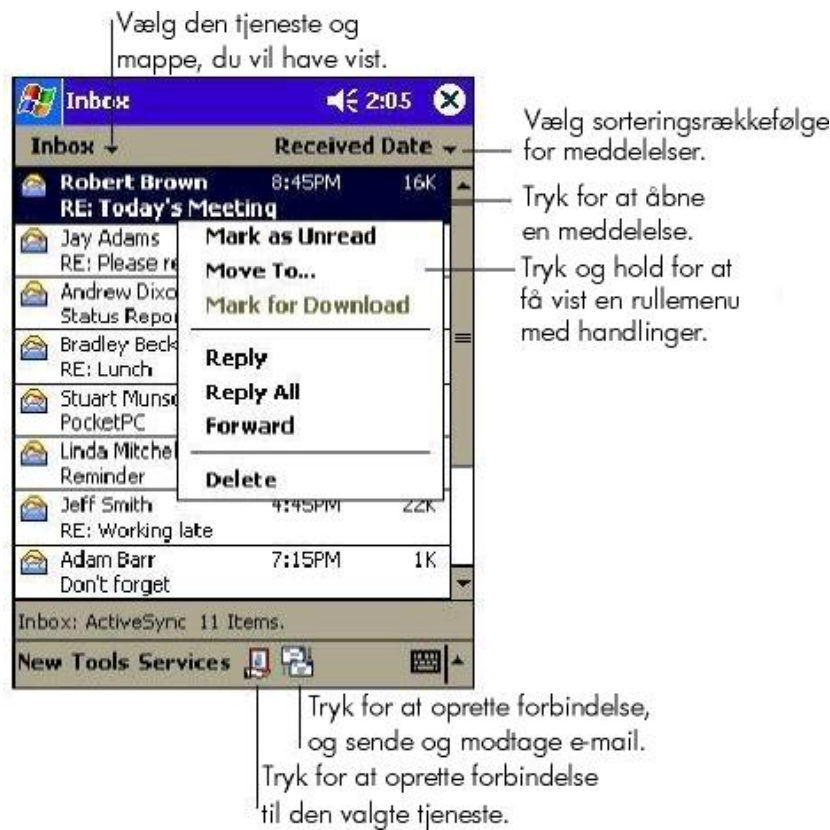 Vælg den tjeneste og
mappe, du vil have vist.
Inbox 2:05
Inbox Received Date
Vælg sorteringsrækkefølge
for meddelelser.
Robert Brown 8:45PM 16K
RE: Today's Meeting
Tryk for at åbne
en meddelelse.
Jay Adams
RE: Please re
Andrew Dixo
Status Repor
Bradley Beck
RE: Lunch
Stuart Munso
PocketPC
Linda Mitchel
Reminder
Jeff Smith 4:45PM 22K
RE: Working late
Adam Barr 7:15PM 1K
Don't forget
Mark as Unread
Move To...
Mark for Download
Reply
Reply All
Forward
Delete
Tryk og hold for at
få vist en rullemenu
med handlinger.
Inbox: ActiveSync 11 Items.
New Tools Services
Tryk for at oprette forbindelse,
og sende og modtage e-mail.
Tryk for at oprette forbindelse
til den valgte tjeneste.